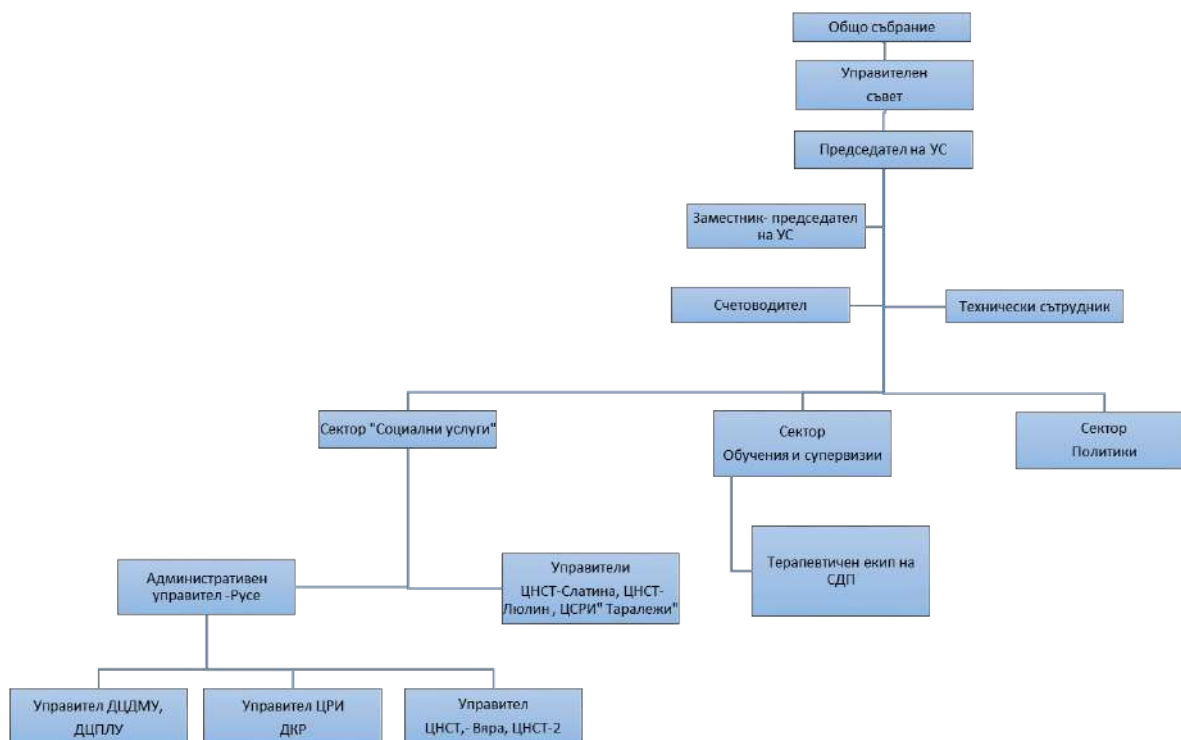 Общо събрание
Управителен
съвет
Председател на УС
Заместник- председател
на УС
Счетоводител
Технически сътрудник
Сектор "Социални услуги"
Сектор
Обучения и супервизии
Сектор
Политики
Терапевтичен екип на
СДП
Административен
управител -Русе
Управители
ЦНСТ-Слатина, ЦНСТ-
Люлин , ЦСРИ" Таралежи"
Управител ДЦДМУ,
ДЦПЛУ
Управител ЦРИ
ДКР
Управител
ЦНСТ,- Вяра, ЦНСТ-2